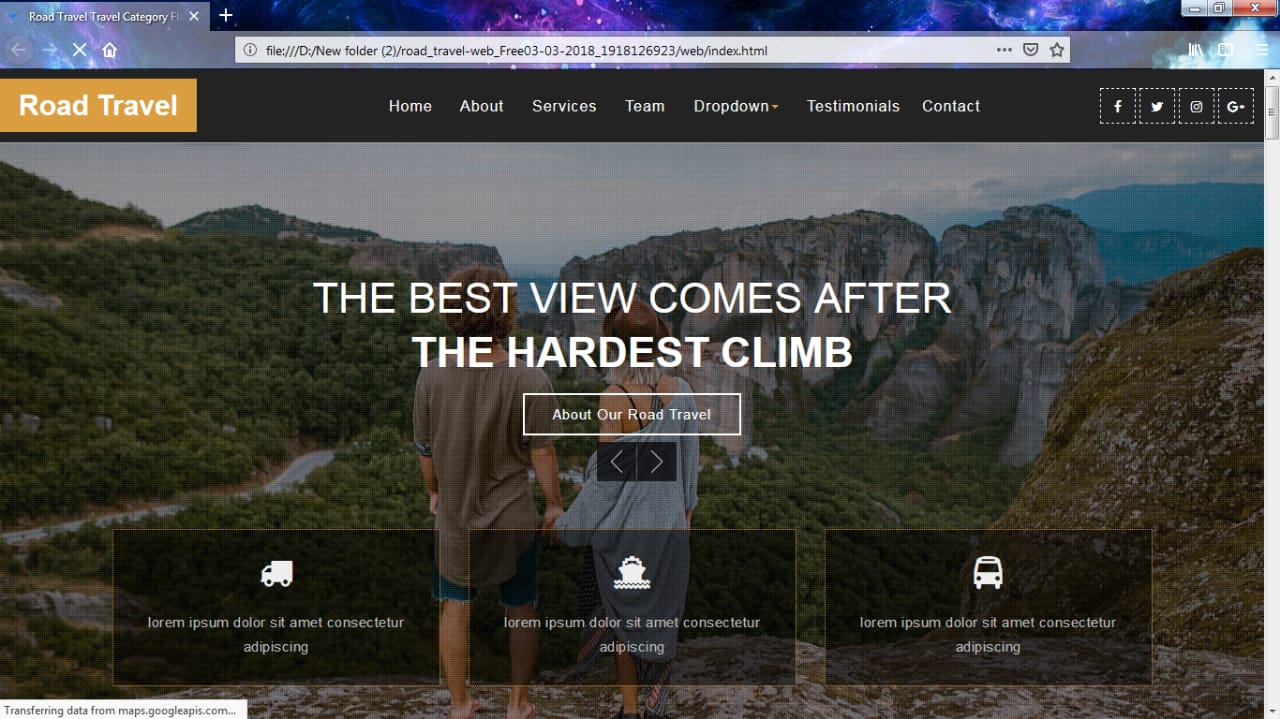 Road Travel Travel Category Fl
file:///D:/New folder (2)/road_travel-web_Free03-03-2018_1918126923/web/index.html
Road Travel
Home About Services Team Dropdown Testimonials Contact
THE BEST VIEW COMES AFTER
THE HARDEST CLIMB
About Our Road Travel
lorem ipsum dolor sit amet consectetur
adipiscing
lorem ipsum dolor sit amet consectetur
adipiscing
lorem ipsum dolor sit amet consectetur
adipiscing
Transferring data from maps.googleapis.com...